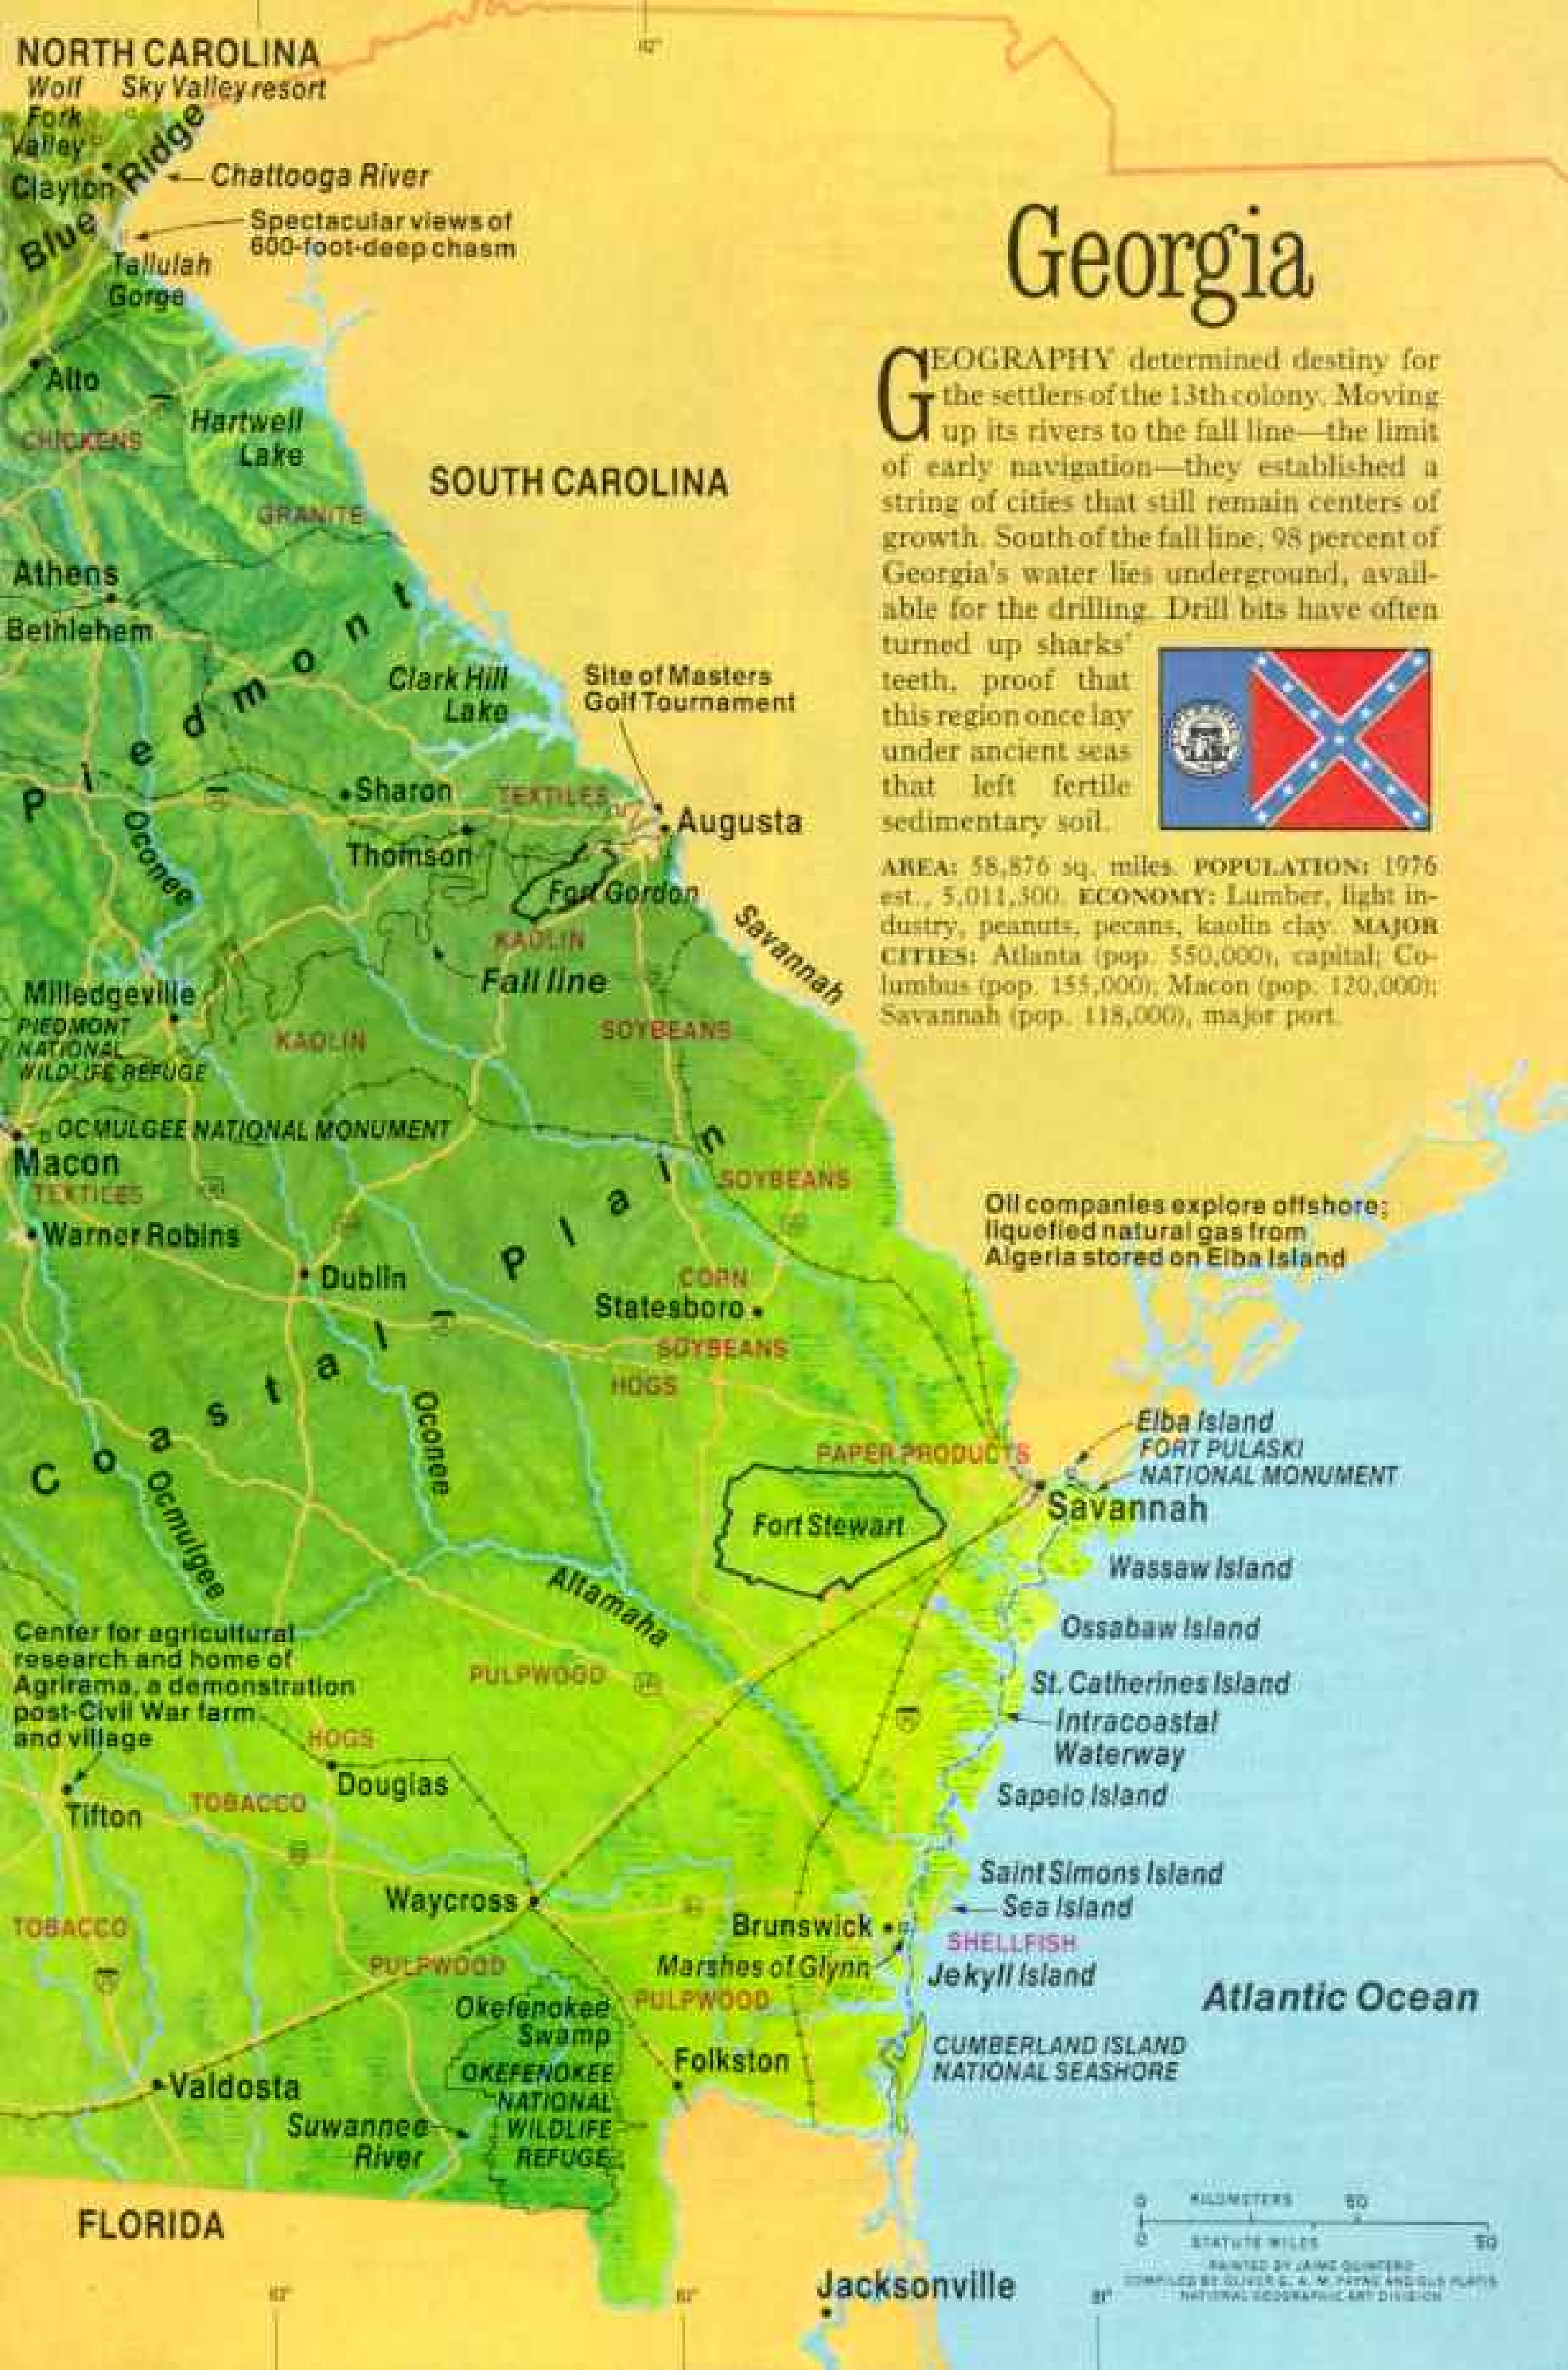 NORTH CAROLINA
82°
Wolf
Fork
Valley
Sky Valley resort
Clayton
Blue Ridge
Chattooga River
Spectacular views of
600-foot-deep chasm
Tallulah
Gorge
Alto
CHICKENS
Hartwell
Lake
GRANITE
SOUTH CAROLINA
Athens
Bethlehem
Piedmont
Clark Hill
Lake
Site of Masters
Golf Tournament
Sharon
TEXTILES
Augusta
Thomson
Oconee
Fort Gordon
Savannah
KAOLIN
Fall line
Milledgeville
PIEDMONT
NATIONAL
WILDLIFE REFUGE
KAOLIN
SOYBEANS
OCMULGEE NATIONAL MONUMENT
Macon
TEXTILES
SOYBEANS
Warner Robins
Dublin
Coastal Plain
CORN
Statesboro
SOYBEANS
HOGS
Oconee
Ocmulgee
PAPER PRODUCTS
Fort Stewart
Altamaha
Center for agricultural
research and home of
Agrirama, a demonstration
post-Civil War farm
and village
PULPWOOD
HOGS
Douglas
Tifton
TOBACCO
Waycross
TOBACCO
PULPWOOD
Brunswick
Marshes of Glynn
PULPWOOD
Okefenokee
Swamp
OKEFENOKEE
NATIONAL
WILDLIFE
REFUGE
Folkston
Valdosta
Suwannee
River
FLORIDA
Jacksonville
Georgia
GEOGRAPHY determined destiny for
the settlers of the 13th colony. Moving
up its rivers to the fall line—the limit
of early navigation—they established a
string of cities that still remain centers of
growth. South of the fall line, 98 percent of
Georgia's water lies underground, avail-
able for the drilling. Drill bits have often
turned up sharks'
teeth, proof that
this region once lay
under ancient seas
that left fertile
sedimentary soil.
AREA: 58,876 sq. miles. POPULATION: 1976
est., 5,011,300. ECONOMY: Lumber, light in-
dustry, peanuts, pecans, kaolin clay. MAJOR
CITIES: Atlanta (pop. 550,000), capital; Co-
lumbus (pop. 155,000); Macon (pop. 120,000);
Savannah (pop. 118,000), major port.
Oil companies explore offshore;
liquefied natural gas from
Algeria stored on Elba Island
Elba Island
FORT PULASKI
NATIONAL MONUMENT
Savannah
Wassaw Island
Ossabaw Island
St. Catherines Island
Intracoastal
Waterway
Sapelo Island
Saint Simons Island
Sea Island
SHELLFISH
Jekyll Island
Atlantic Ocean
CUMBERLAND ISLAND
NATIONAL SEASHORE
0 KILOMETERS 50
0 STATUTE MILES 50
PAINTED BY JAIME QUINTERO
NATIONAL GEOGRAPHIC ART DIVISION
83°
82°
81°